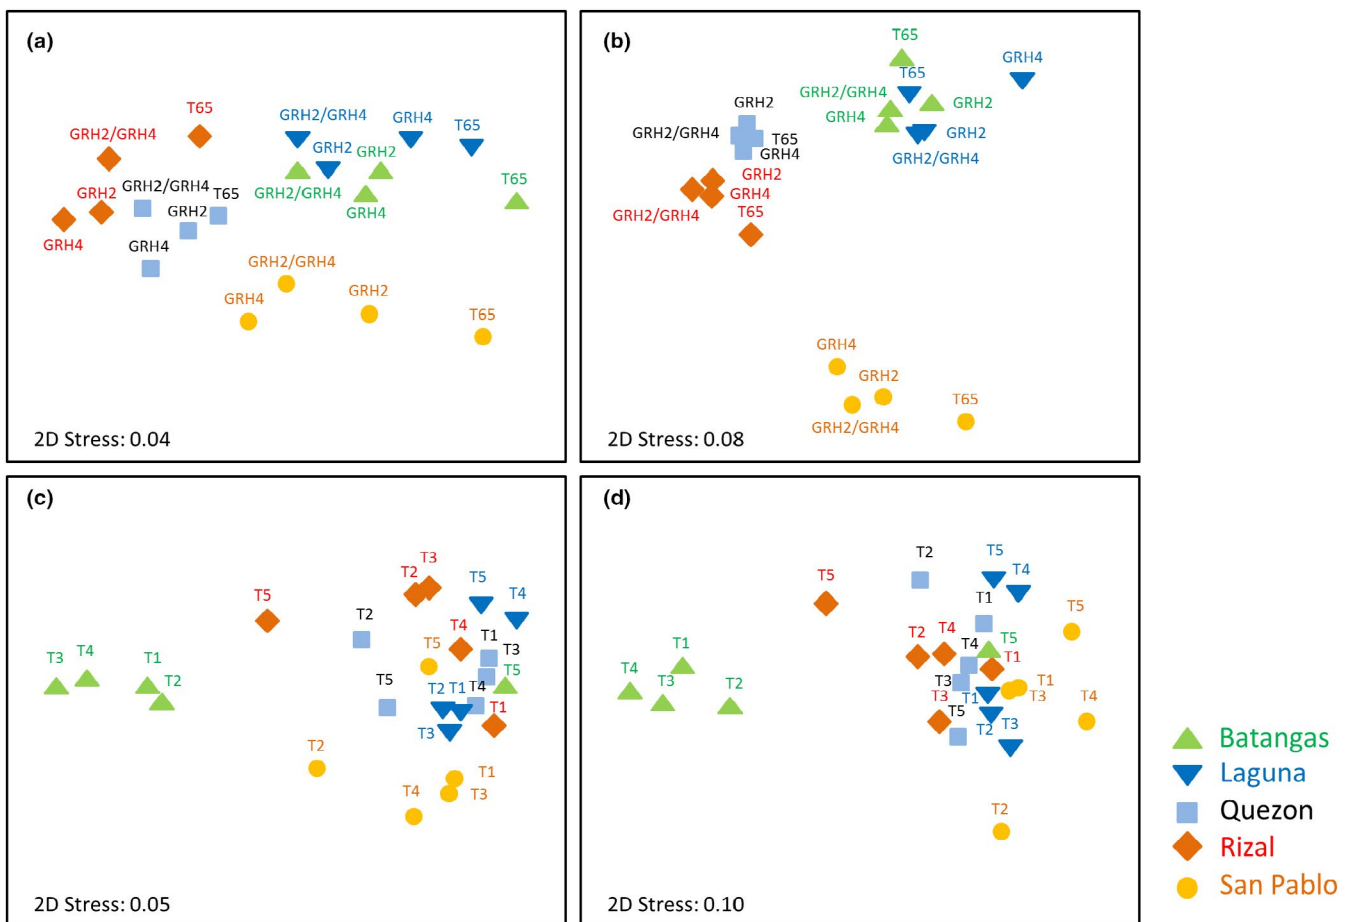 (a)
T65
GRH2/GRH4
GRH4
T65
GRH2/GRH4
GRH2
GRH2
GRH2/GRH4
T65
T65
GRH2
GRH2/GRH4
GRH2
GRH4
GRH4
GRH4
GRH2/GRH4
GRH4
GRH2
T65
2D Stress: 0.04
(b)
T65
GRH4
T65
GRH2/GRH4
GRH2
GRH2
GRH4
GRH2/GRH4
T65
GRH2
GRH4
GRH2/GRH4
GRH2
GRH4
GRH2/GRH4
T65
GRH4
GRH2
T65
GRH2/GRH4
2D Stress: 0.08
(c)
T3
T2
T5
T4
T5
T2
T4
T1
T5
T3
T3
T4
T1
T5
T2
T5
T2
T1
T4
T1
T3
T2
T1
T4
T3
2D Stress: 0.05
(d)
T2
T5
T4
T5
T1
T5
T2
T4
T4
T5
T1
T1
T4
T3
T2
T3
T1
T1
T3
T3
T4
T5
T2
T3
T2
2D Stress: 0.10
Batangas
Laguna
Quezon
Rizal
San Pablo